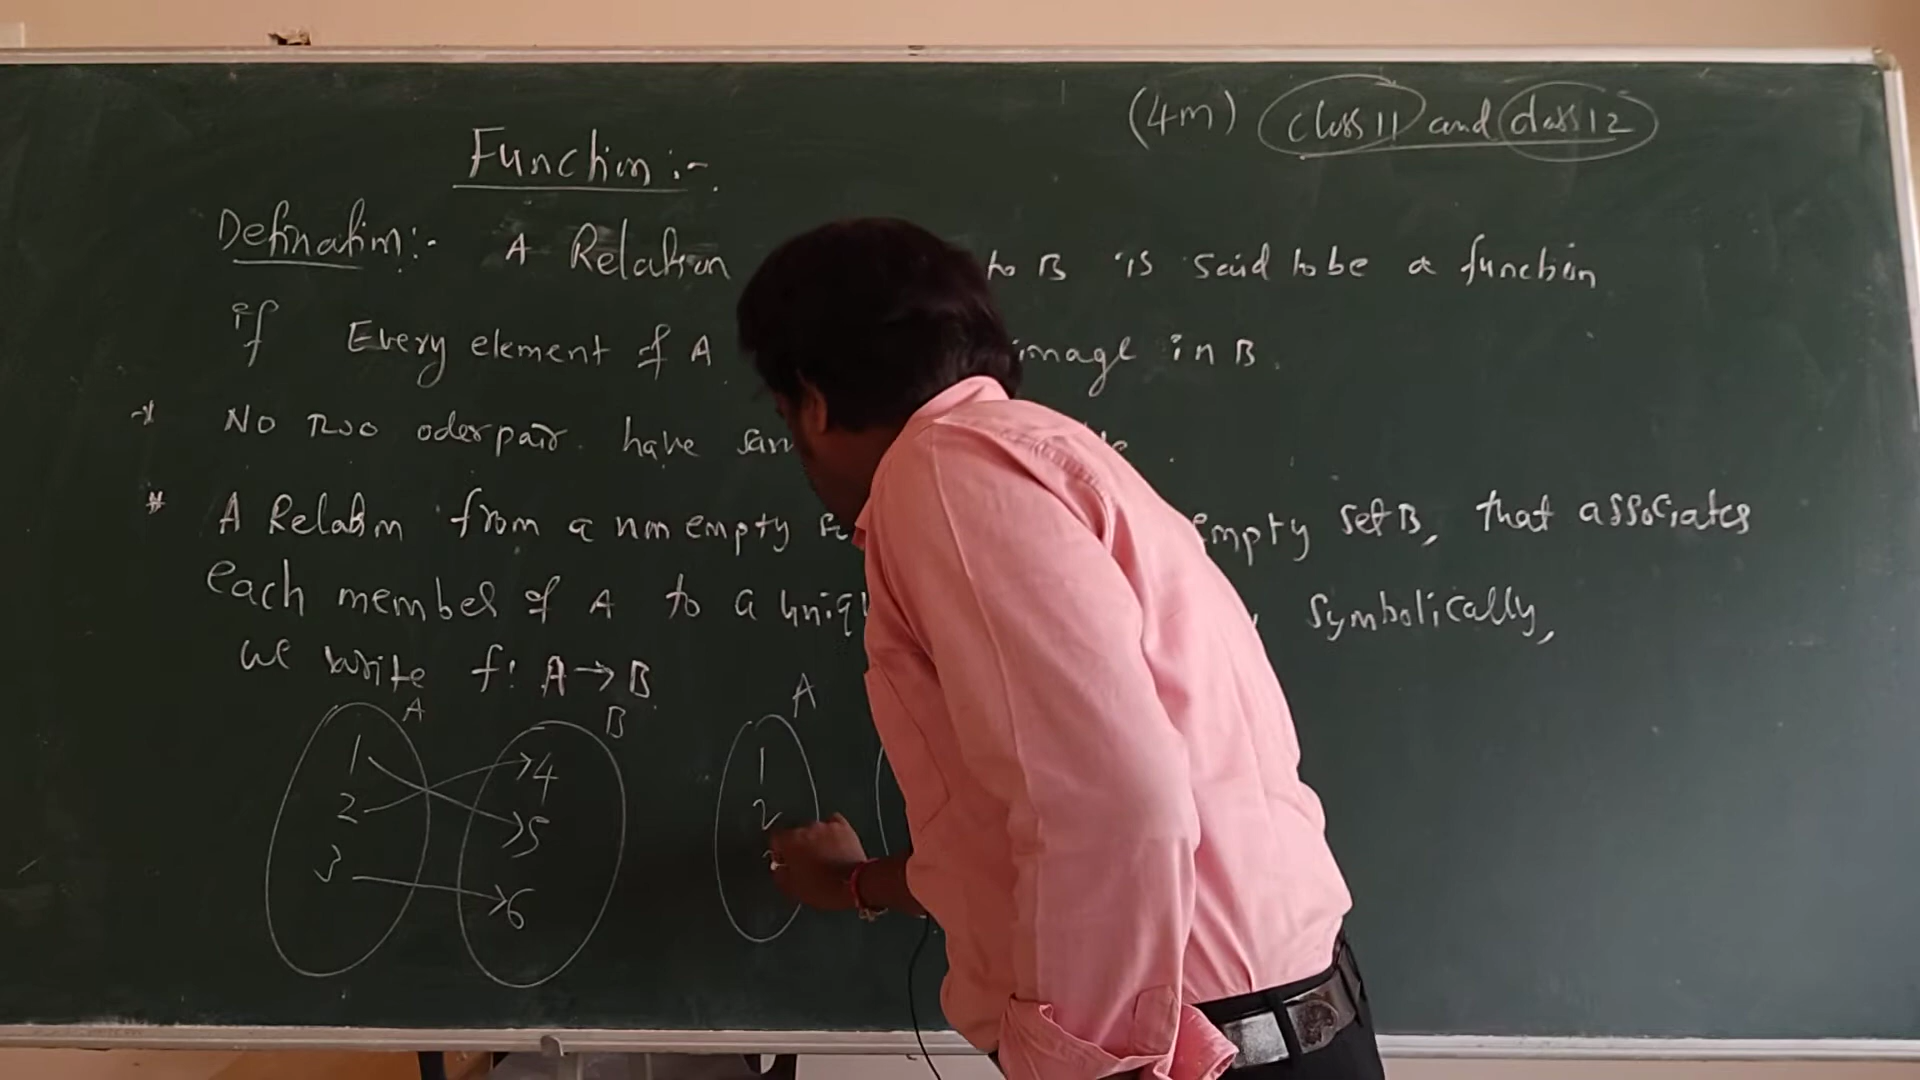 (4m) class 11 and class 12
Function :-
Defination:- A Relation to B is said to be a function
if Every element of A image in B.
* No Two oder pair have
* A Relation from a non empty empty set B, that associates
each member of A to a symbolically,
we write f: A → B
A B A
1 4 1
2 5 2
3 6